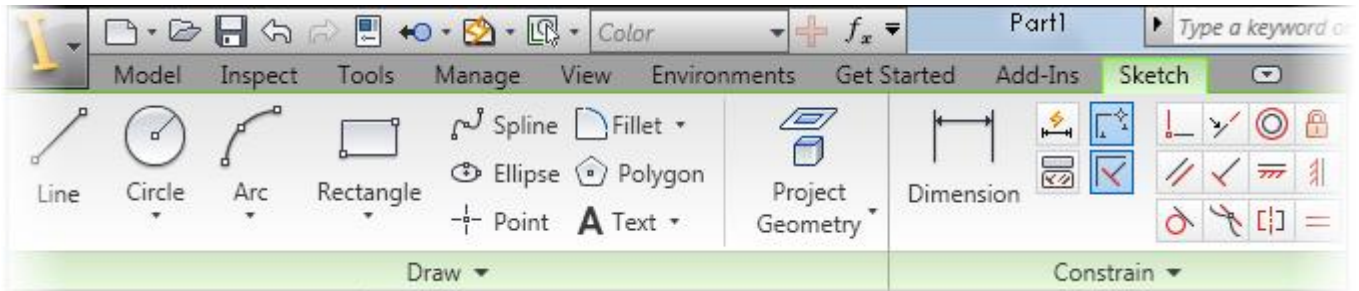 Color fx Part1 Type a keyword o
Model Inspect Tools Manage View Environments Get Started Add-Ins Sketch
Spline Fillet
Line Circle Arc Rectangle Ellipse Polygon Project Geometry Dimension
Point A Text
Draw Constrain